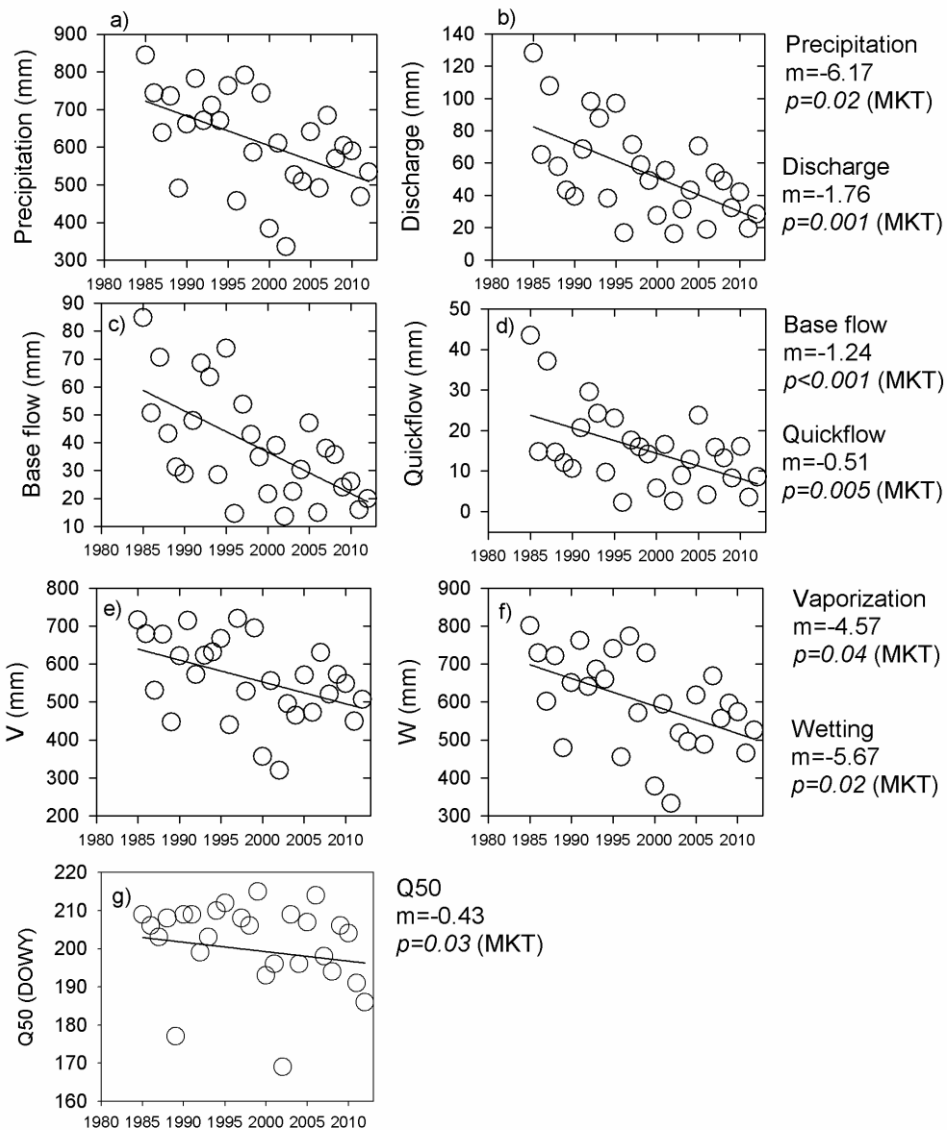 a)
Precipitation (mm)
900
800
700
600
500
400
300
1980 1985 1990 1995 2000 2005 2010
b)
Discharge (mm)
140
120
100
80
60
40
20
0
1980 1985 1990 1995 2000 2005 2010
Precipitation
m=-6.17
p=0.02 (MKT)
Discharge
m=-1.76
p=0.001 (MKT)
c)
Base flow (mm)
90
80
70
60
50
40
30
20
10
1980 1985 1990 1995 2000 2005 2010
d)
Quickflow (mm)
50
40
30
20
10
0
1980 1985 1990 1995 2000 2005 2010
Base flow
m=-1.24
p<0.001 (MKT)
Quickflow
m=-0.51
p=0.005 (MKT)
e)
V (mm)
800
700
600
500
400
300
200
1980 1985 1990 1995 2000 2005 2010
f)
W (mm)
900
800
700
600
500
400
300
1980 1985 1990 1995 2000 2005 2010
Vaporization
m=-4.57
p=0.04 (MKT)
Wetting
m=-5.67
p=0.02 (MKT)
g)
Q50 (DOWY)
220
210
200
190
180
170
160
1980 1985 1990 1995 2000 2005 2010
Q50
m=-0.43
p=0.03 (MKT)